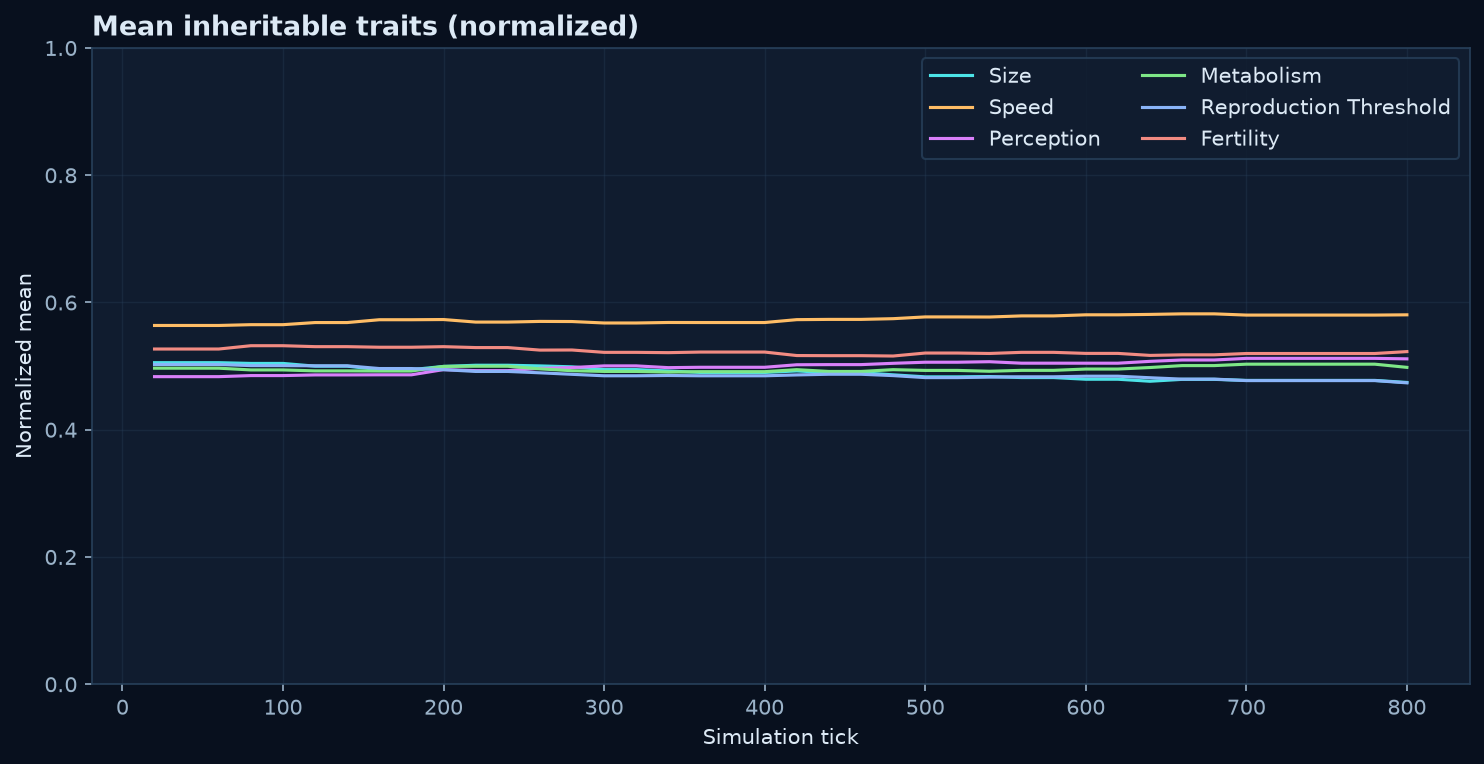 Mean inheritable traits (normalized)
1.0
0.8
0.6
0.4
0.2
0.0
Normalized mean
Size
Speed
Perception
Metabolism
Reproduction Threshold
Fertility
0 100 200 300 400 500 600 700 800
Simulation tick